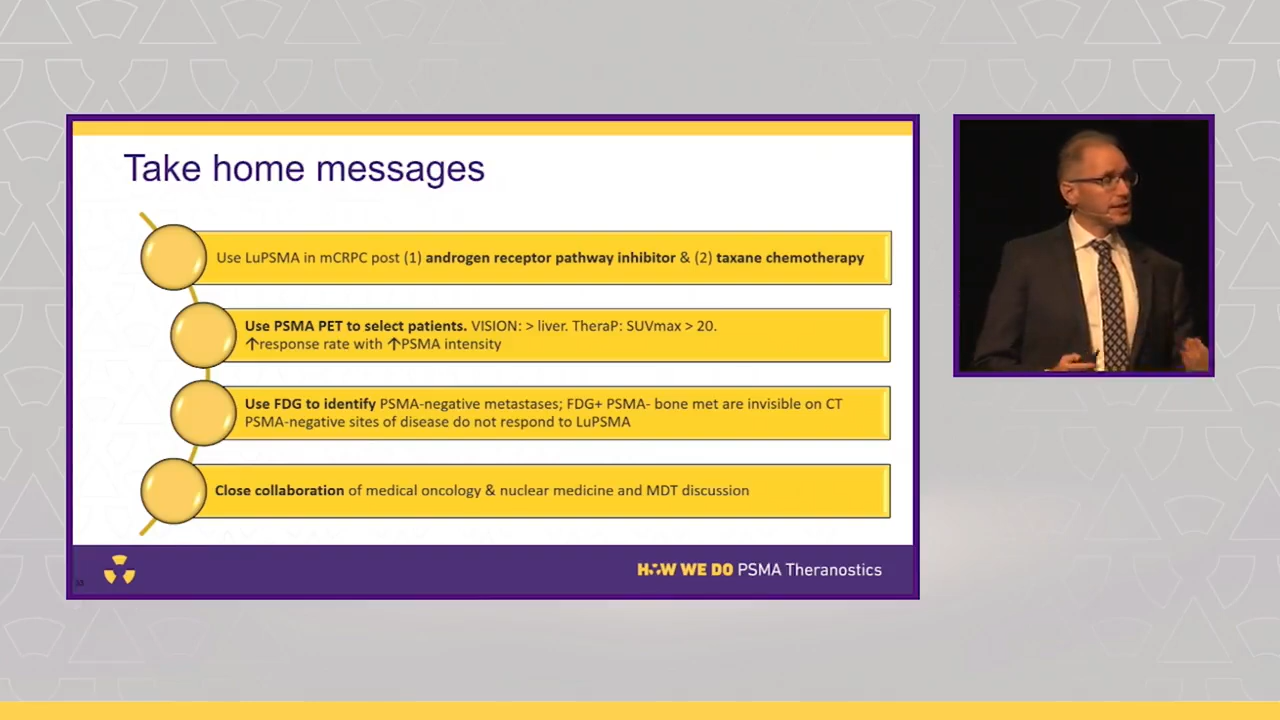 Take home messages
Use LuPSMA in mCRPC post (1) androgen receptor pathway inhibitor & (2) taxane chemotherapy
Use PSMA PET to select patients. VISION: > liver. TheraP: SUVmax > 20.
↑response rate with ↑PSMA intensity
Use FDG to identify PSMA-negative metastases; FDG+ PSMA- bone met are invisible on CT
PSMA-negative sites of disease do not respond to LuPSMA
Close collaboration of medical oncology & nuclear medicine and MDT discussion
HOW WE DO PSMA Theranostics